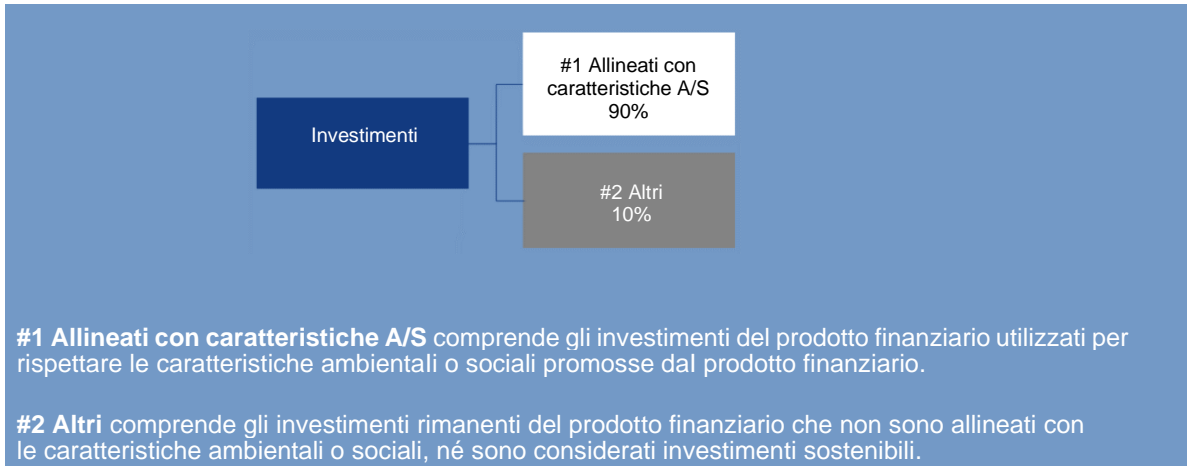 #1 Allineati con
caratteristiche A/S
90%
Investimenti
#2 Altri
10%
#1 Allineati con caratteristiche A/S comprende gli investimenti del prodotto finanziario utilizzati per
rispettare le caratteristiche ambientali o sociali promosse dal prodotto finanziario.
#2 Altri comprende gli investimenti rimanenti del prodotto finanziario che non sono allineati con
le caratteristiche ambientali o sociali, né sono considerati investimenti sostenibili.